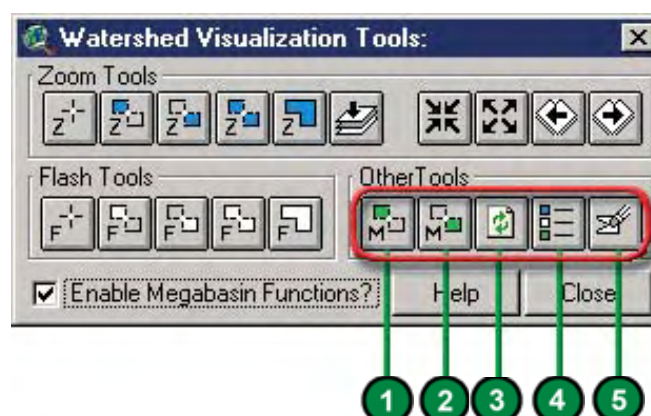 Watershed Visualization Tools:
Zoom Tools
Z Z Z Z Z
Flash Tools
OtherTools
F F F F F
M M
Enable Megabasin Functions?
Help
Close
1 2 3 4 5